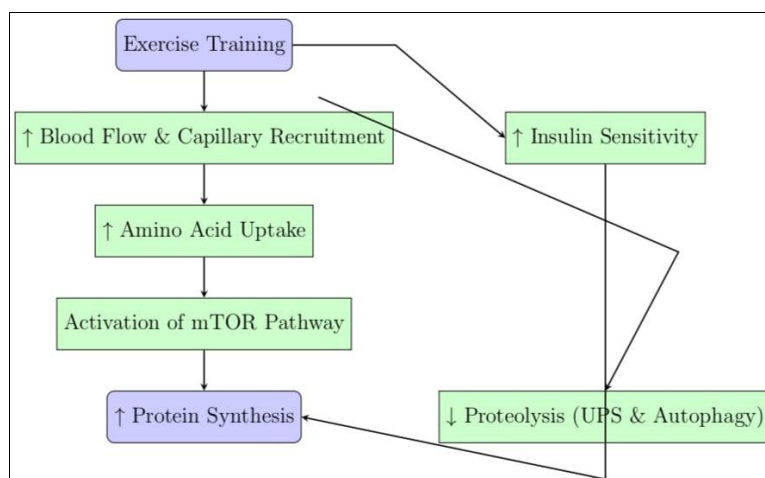 Exercise Training
↑ Blood Flow & Capillary Recruitment
↑ Insulin Sensitivity
↑ Amino Acid Uptake
Activation of mTOR Pathway
↑ Protein Synthesis
↓ Proteolysis (UPS & Autophagy)